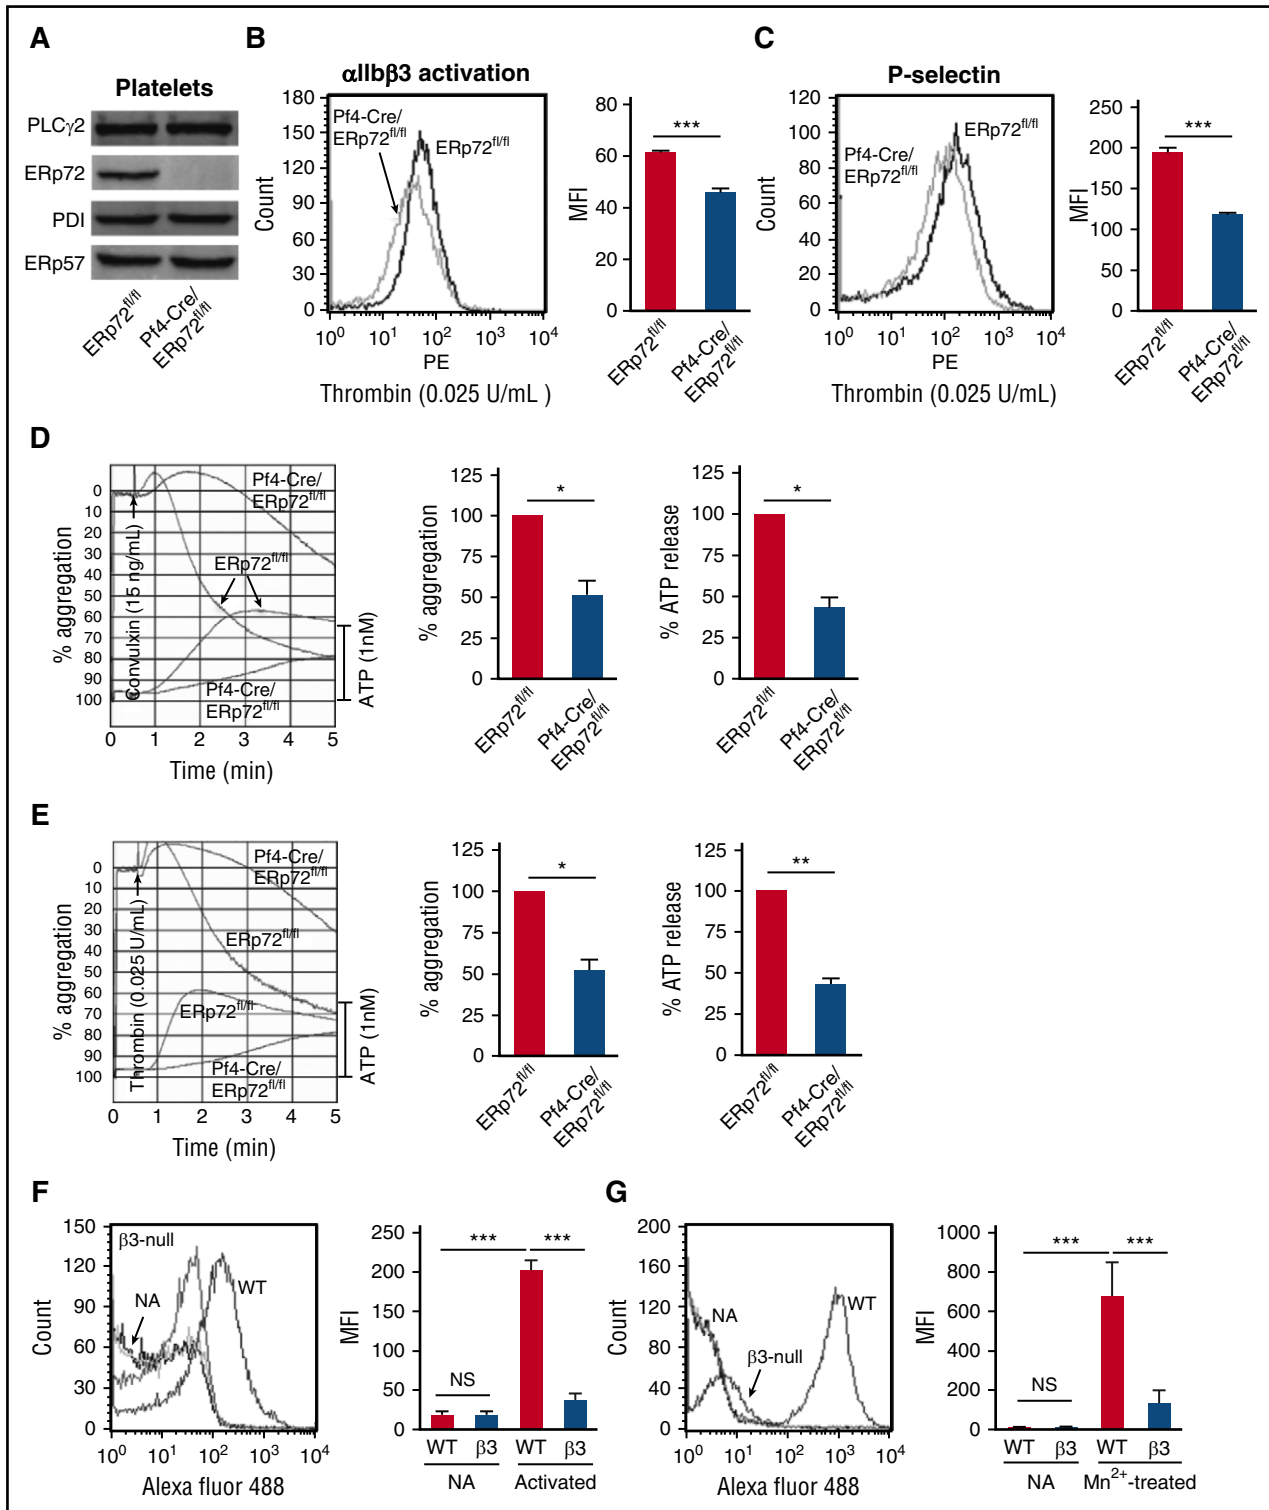 A
Platelets
PLCγ2
ERp72
PDI
ERp57
ERp72fl/fl
Pf4-Cre/
ERp72fl/fl
B
αIIbβ3 activation
180
150
120
90
60
30
0
Count
Pf4-Cre/
ERp72fl/fl
ERp72fl/fl
10⁰ 10¹ 10² 10³ 10⁴
PE
Thrombin (0.025 U/mL )
80
60
40
20
0
MFI
***
ERp72fl/fl
Pf4-Cre/
ERp72fl/fl
C
P-selectin
120
100
80
60
40
20
0
Count
ERp72fl/fl
Pf4-Cre/
ERp72fl/fl
10⁰ 10¹ 10² 10³ 10⁴
PE
Thrombin (0.025 U/mL)
250
200
150
100
50
0
MFI
***
ERp72fl/fl
Pf4-Cre/
ERp72fl/fl
D
0
10
20
30
40
50
60
70
80
90
100
% aggregation
Convulxin (15 ng/mL)
Pf4-Cre/
ERp72fl/fl
ERp72fl/fl
Pf4-Cre/
ERp72fl/fl
ATP (1nM)
0 1 2 3 4 5
Time (min)
125
100
75
50
25
0
% aggregation
*
ERp72fl/fl
Pf4-Cre/
ERp72fl/fl
125
100
75
50
25
0
% ATP release
*
ERp72fl/fl
Pf4-Cre/
ERp72fl/fl
E
0
10
20
30
40
50
60
70
80
90
100
% aggregation
Thrombin (0.025 U/mL)
Pf4-Cre/
ERp72fl/fl
ERp72fl/fl
ERp72fl/fl
Pf4-Cre/
ERp72fl/fl
ATP (1nM)
0 1 2 3 4 5
Time (min)
125
100
75
50
25
0
% aggregation
*
ERp72fl/fl
Pf4-Cre/
ERp72fl/fl
125
100
75
50
25
0
% ATP release
**
ERp72fl/fl
Pf4-Cre/
ERp72fl/fl
F
150
120
90
60
30
0
Count
β3-null
NA
WT
10⁰ 10¹ 10² 10³ 10⁴
Alexa fluor 488
250
200
150
100
50
0
MFI
*** ***
NS
WT β3 WT β3
NA Activated
G
200
160
120
80
40
0
Count
NA
WT
β3-null
10⁰ 10¹ 10² 10³ 10⁴
Alexa fluor 488
1000
800
600
400
200
0
MFI
*** ***
NS
WT β3 WT β3
NA Mn²⁺-treated